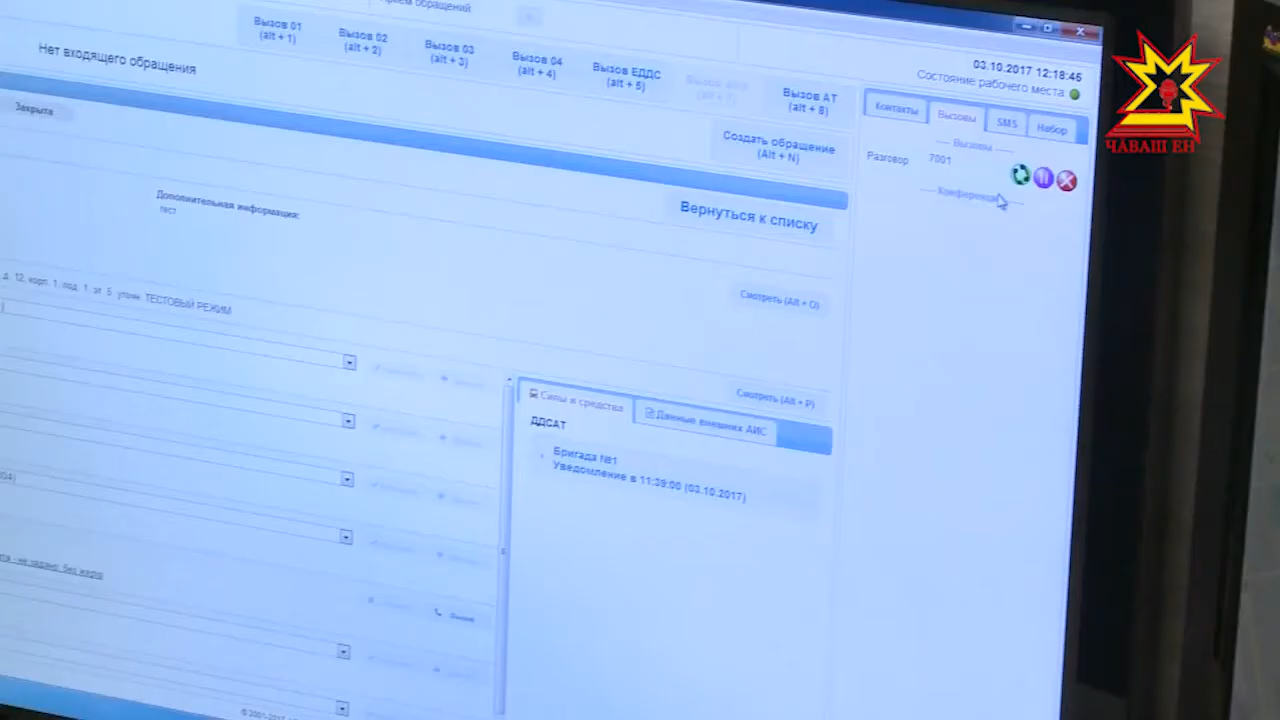 Прием обращений
Вызов 01
(alt + 1)
Вызов 02
(alt + 2)
Вызов 03
(alt + 3)
Вызов 04
(alt + 4)
Вызов ЕДДС
(alt + 5)
Вызов АТ
(alt + 8)
Нет входящего обращения
03.10.2017 12:18:46
Состояние рабочего места
Закрыта
Создать обращение
(Alt + N)
Контакты
Вызовы
SMS
Набор
Вызовы
Разговор
7001
Вернуться к списку
Дополнительная информация:
тест
д. 12, корп. 1, под. 1, эт. 5
ТЕСТОВЫЙ РЕЖИМ
Смотреть (Alt + O)
Смотреть (Alt + P)
Силы и средства
Данные внешних АИС
ДДСАТ
Бригада №1
Уведомление в 11:39:00 (03.10.2017)
ЧӐВАШ ЕН